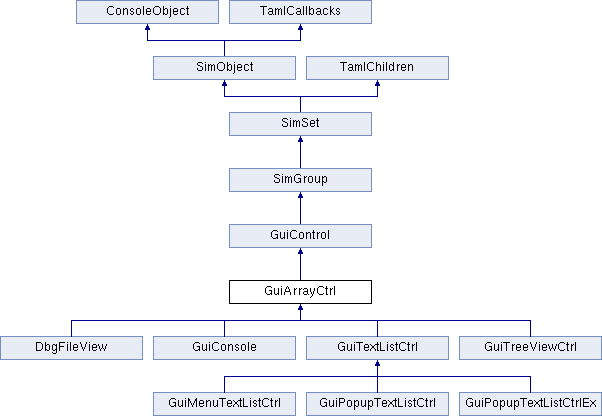 ConsoleObject TamlCallbacks
SimObject TamlChildren
SimSet
SimGroup
GuiControl
GuiArrayCtrl
DbgFileView GuiConsole GuiTextListCtrl GuiTreeViewCtrl
GuiMenuTextListCtrl GuiPopupTextListCtrl GuiPopupTextListCtrlEx